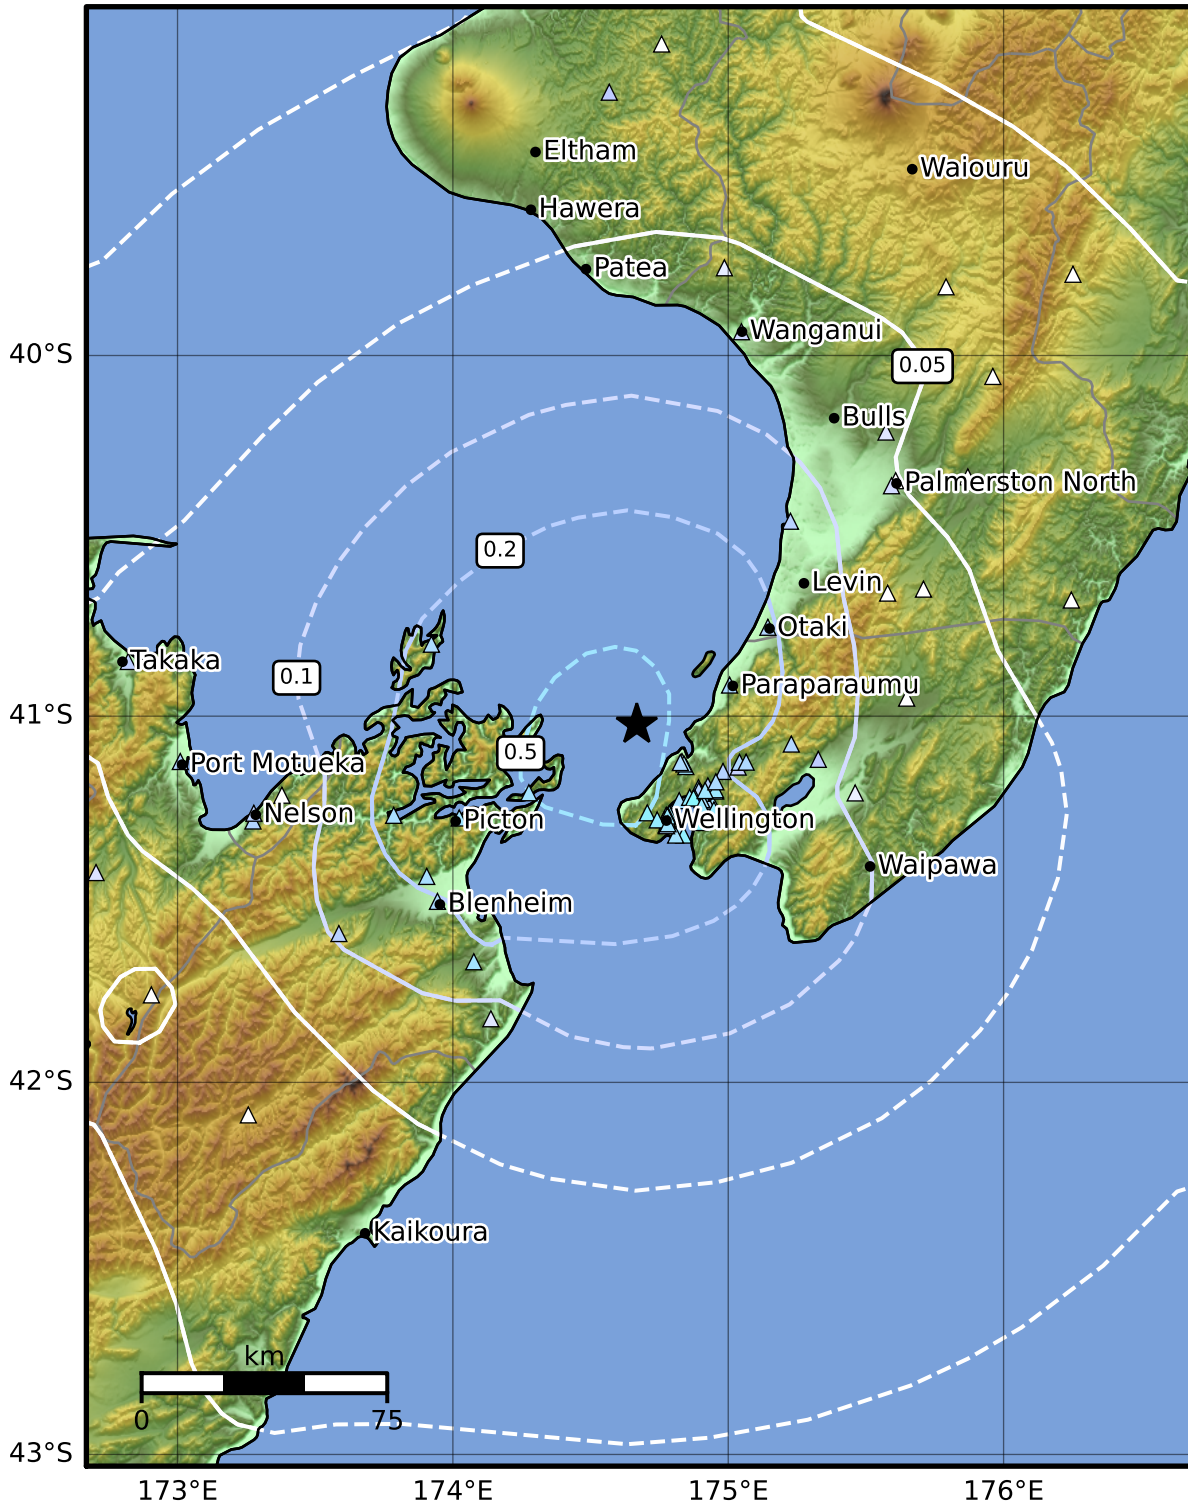 Eltham
Waiouru
Hawera
Patea
Wanganui
40°S
0.05
Bulls
Palmerston North
0.2
Levin
Otaki
Takaka
0.1
Paraparaumu
41°S
0.5
Port Motueka
Nelson
Picton
Wellington
Waipawa
Blenheim
42°S
Kaikoura
km
0
75
43°S
173°E
174°E
175°E
176°E